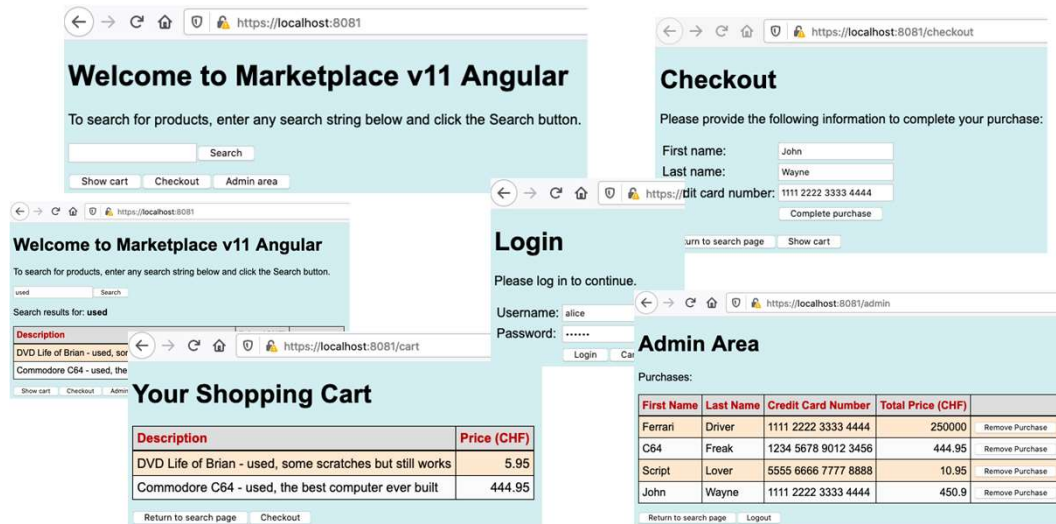 https://localhost:8081
Welcome to Marketplace v11 Angular
To search for products, enter any search string below and click the Search button.
Search
Show cart Checkout Admin area
https://localhost:8081/checkout
Checkout
Please provide the following information to complete your purchase:
First name: John
Last name: Wayne
dit card number: 1111 2222 3333 4444
Complete purchase
urn to search page Show cart
https://localhost:8081
Welcome to Marketplace v11 Angular
To search for products, enter any search string below and click the Search button.
used Search
Search results for: used
Description
DVD Life of Brian - used, sor
Commodore C64 - used, the
Show cart Checkout Admin
https://
Login
Please log in to continue.
Username: alice
Password: ••••••
Login Ca
https://localhost:8081/cart
Your Shopping Cart
Description Price (CHF)
DVD Life of Brian - used, some scratches but still works 5.95
Commodore C64 - used, the best computer ever built 444.95
Return to search page Checkout
https://localhost:8081/admin
Admin Area
Purchases:
First Name Last Name Credit Card Number Total Price (CHF)
Ferrari Driver 1111 2222 3333 4444 250000 Remove Purchase
C64 Freak 1234 5678 9012 3456 444.95 Remove Purchase
Script Lover 5555 6666 7777 8888 10.95 Remove Purchase
John Wayne 1111 2222 3333 4444 450.9 Remove Purchase
Return to search page Logout